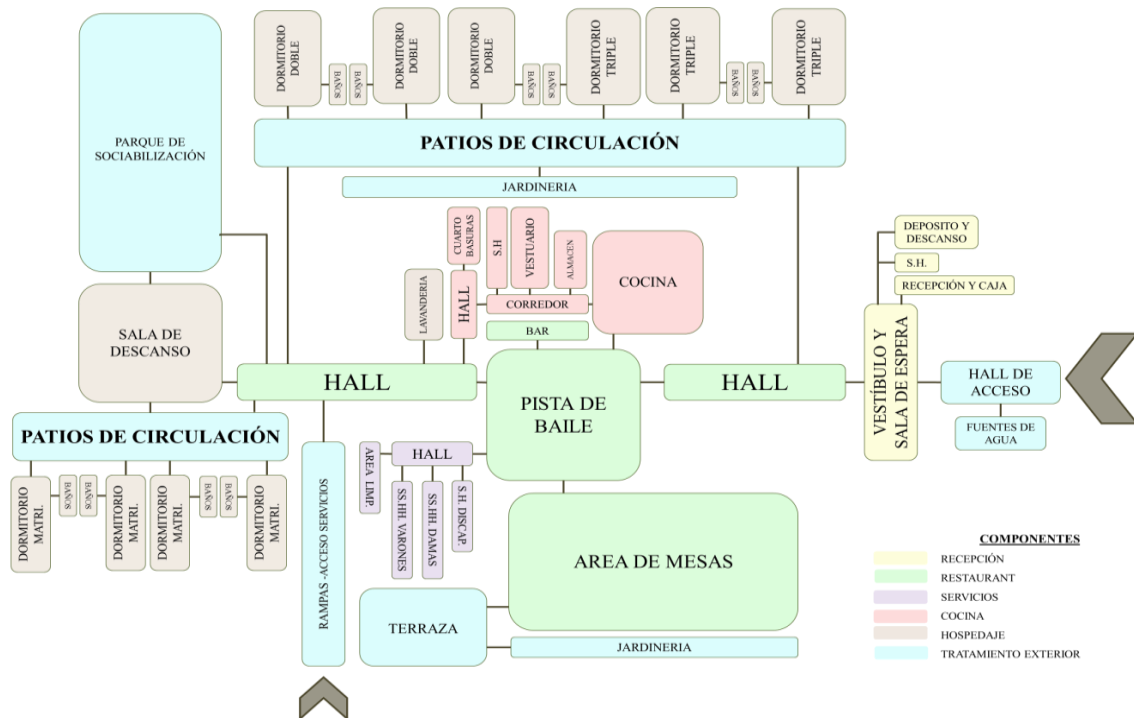 PARQUE DE
SOCIABILIZACIÓN
DORMITORIO
DOBLE
BAÑOS
BAÑOS
DORMITORIO
DOBLE
DORMITORIO
DOBLE
BAÑOS
BAÑOS
DORMITORIO
TRIPLE
DORMITORIO
TRIPLE
BAÑOS
BAÑOS
DORMITORIO
TRIPLE
PATIOS DE CIRCULACIÓN
JARDINERIA
CUARTO
BASURAS
S.H
VESTUARIO
ALMACEN
COCINA
HALL
CORREDOR
LAVANDERIA
BAR
DEPOSITO Y
DESCANSO
S.H.
RECEPCIÓN Y CAJA
SALA DE
DESCANSO
HALL
PISTA DE
BAILE
HALL
VESTÍBULO Y
SALA DE ESPERA
HALL DE
ACCESO
FUENTES DE
AGUA
PATIOS DE CIRCULACIÓN
DORMITORIO
MATRI.
BAÑOS
BAÑOS
DORMITORIO
MATRI.
DORMITORIO
MATRI.
BAÑOS
BAÑOS
DORMITORIO
MATRI.
RAMPAS -ACCESO SERVICIOS
AREA LIMP.
HALL
SS.HH. VARONES
SS.HH. DAMAS
S.H. DISCAP.
AREA DE MESAS
TERRAZA
JARDINERIA
COMPONENTES
RECEPCIÓN
RESTAURANT
SERVICIOS
COCINA
HOSPEDAJE
TRATAMIENTO EXTERIOR